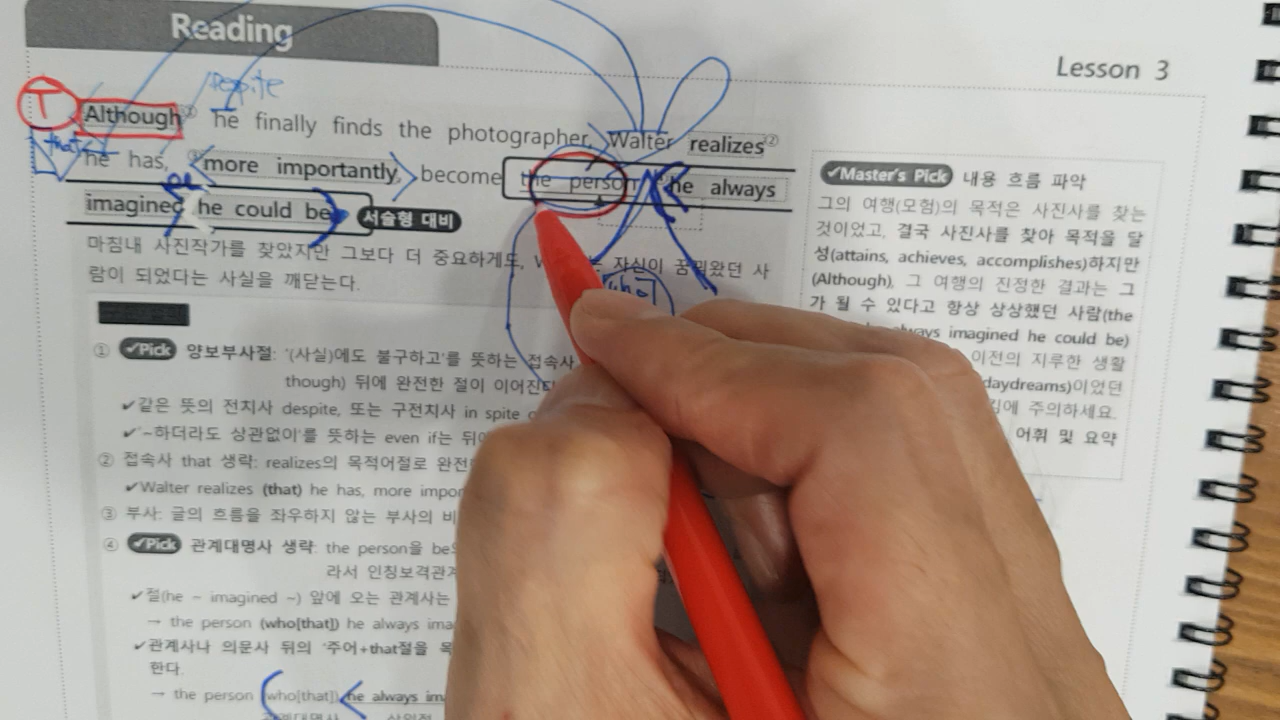 Reading
Lesson 3
despite
T
Although① he finally finds the photographer, Walter realizes②
that
he has, ③more importantly, become the person he always
imagined he could be 서술형 대비
마침내 사진작가를 찾았지만 그보다 더 중요하게도, 자신이 꿈꿔왔던 사
람이 되었다는 사실을 깨닫는다.
who
① ✔Pick 양보부사절: '(사실)에도 불구하고'를 뜻하는 접속사
though) 뒤에 완전한 절이 이어진다
✔같은 뜻의 전치사 despite, 또는 구전치사 in spite
✔'~하더라도 상관없이'를 뜻하는 even if는 뒤에
② 접속사 that 생략: realizes의 목적어절로 완전한
✔Walter realizes (that) he has, more impor
③ 부사: 글의 흐름을 좌우하지 않는 부사의 비
④ ✔Pick 관계대명사 생략: the person을 be
라서 인칭보격관계
✔절(he ~ imagined ~) 앞에 오는 관계사는
→ the person (who[that]) he always ima
✔관계사나 의문사 뒤의 '주어+that절을 목
한다.
→ the person (who[that]) he always im
관계대명사 삽입절
✔Master's Pick 내용 흐름 파악
그의 여행(모험)의 목적은 사진사를 찾는
것이었고, 결국 사진사를 찾아 목적을 달
성(attains, achieves, accomplishes)하지만
(Although), 그 여행의 진정한 결과는 그
가 될 수 있다고 항상 상상했던 사람(the
always imagined he could be)
이전의 지루한 생활
daydreams)이었던
에 주의하세요.
어휘 및 요약